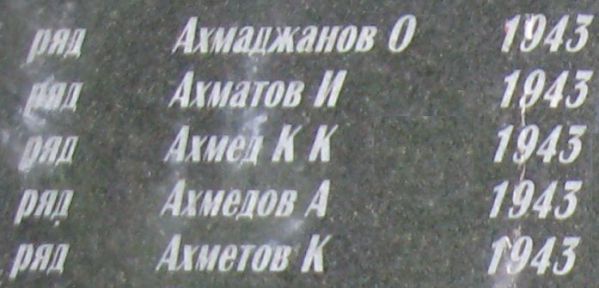 ряд Ахмаджанов О 1943
ряд Ахматов И 1943
ряд Ахмед К К 1943
ряд Ахмедов А 1943
ряд Ахметов К 1943